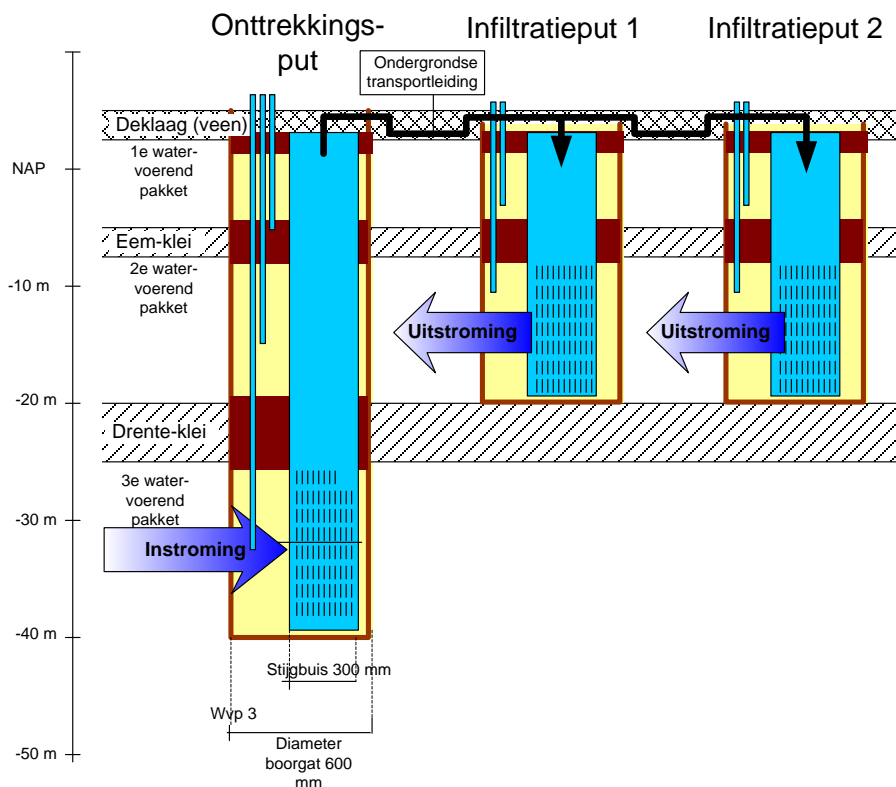 Onttrekkings-
put
Infiltratieput 1
Infiltratieput 2
Ondergrondse
transportleiding
Deklaag (veen)
1e water-
voerend
pakket
NAP
Eem-klei
2e water-
voerend
pakket
-10 m
Uitstroming
Uitstroming
-20 m
Drente-klei
3e water-
voerend
pakket
-30 m
Instroming
-40 m
Stijgbuis 300 mm
Wvp 3
Diameter
boorgat 600
mm
-50 m